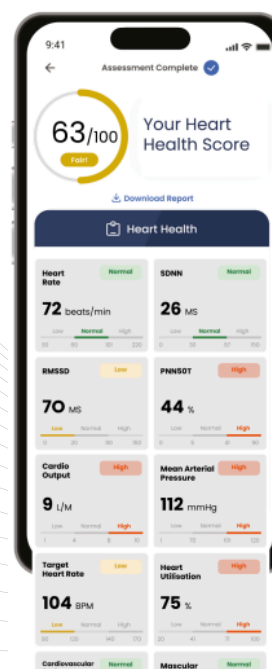 9:41
Assessment Complete
63/100
Fair!
Your Heart
Health Score
Download Report
Heart Health
Heart
Rate
Normal
72 beats/min
Low Normal High
SDNN
Normal
26 MS
Low Normal High
RMSSD
Low
70 MS
Low Normal High
PNN50T
High
44 %
Low Normal High
Cardio
Output
High
9 L/M
Low Normal High
Mean Arterial
Pressure
High
112 mmHg
Low Normal High
Target
Heart Rate
Low
104 BPM
Low Normal High
Heart
Utilisation
High
75 %
Low Normal High
Cardiovascular
Normal
Mascular
Normal